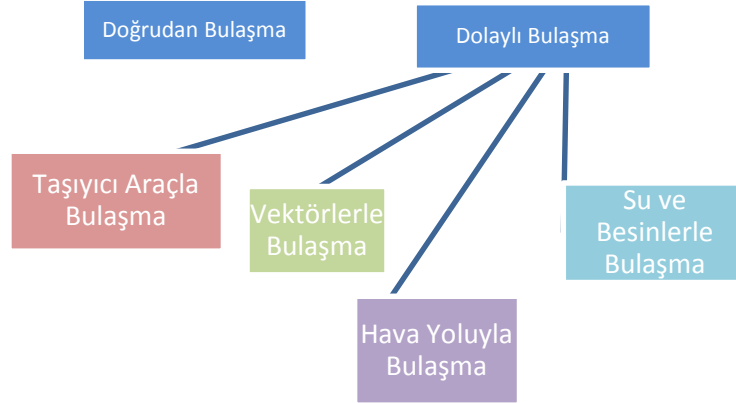 Doğrudan Bulaşma
Dolaylı Bulaşma
Taşıyıcı Araçla
Bulaşma
Vektörlerle
Bulaşma
Su ve
Besinlerle
Bulaşma
Hava Yoluyla
Bulaşma